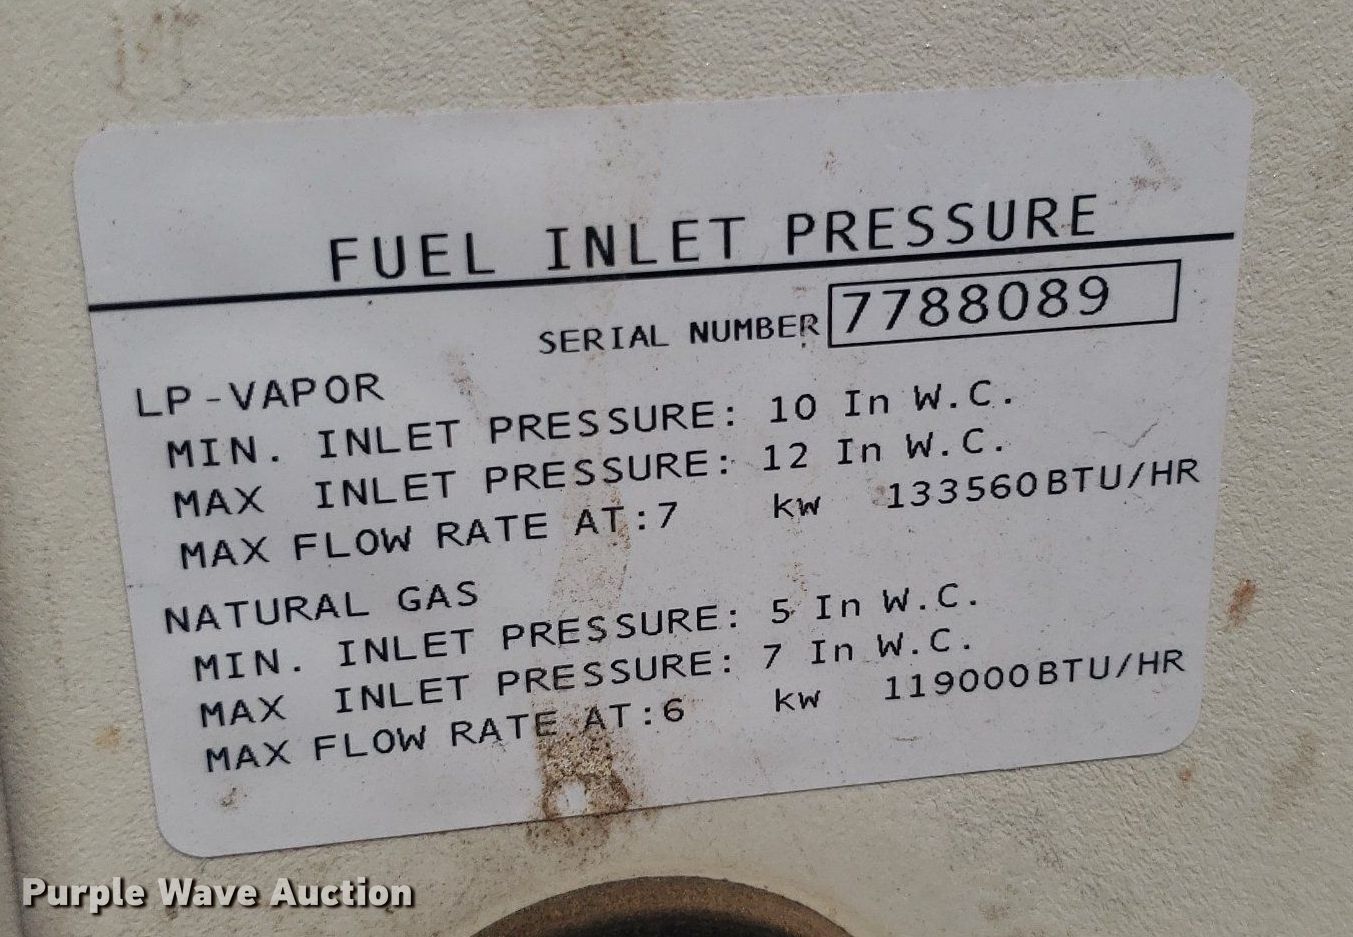 FUEL INLET PRESSURE
SERIAL NUMBER 7788089
LP-VAPOR
MIN. INLET PRESSURE: 10 In W.C.
MAX INLET PRESSURE: 12 In W.C.
MAX FLOW RATE AT:7 kw 133560BTU/HR
NATURAL GAS
MIN. INLET PRESSURE: 5 In W.C.
MAX INLET PRESSURE: 7 In W.C.
MAX FLOW RATE AT:6 kw 119000BTU/HR
Purple Wave Auction